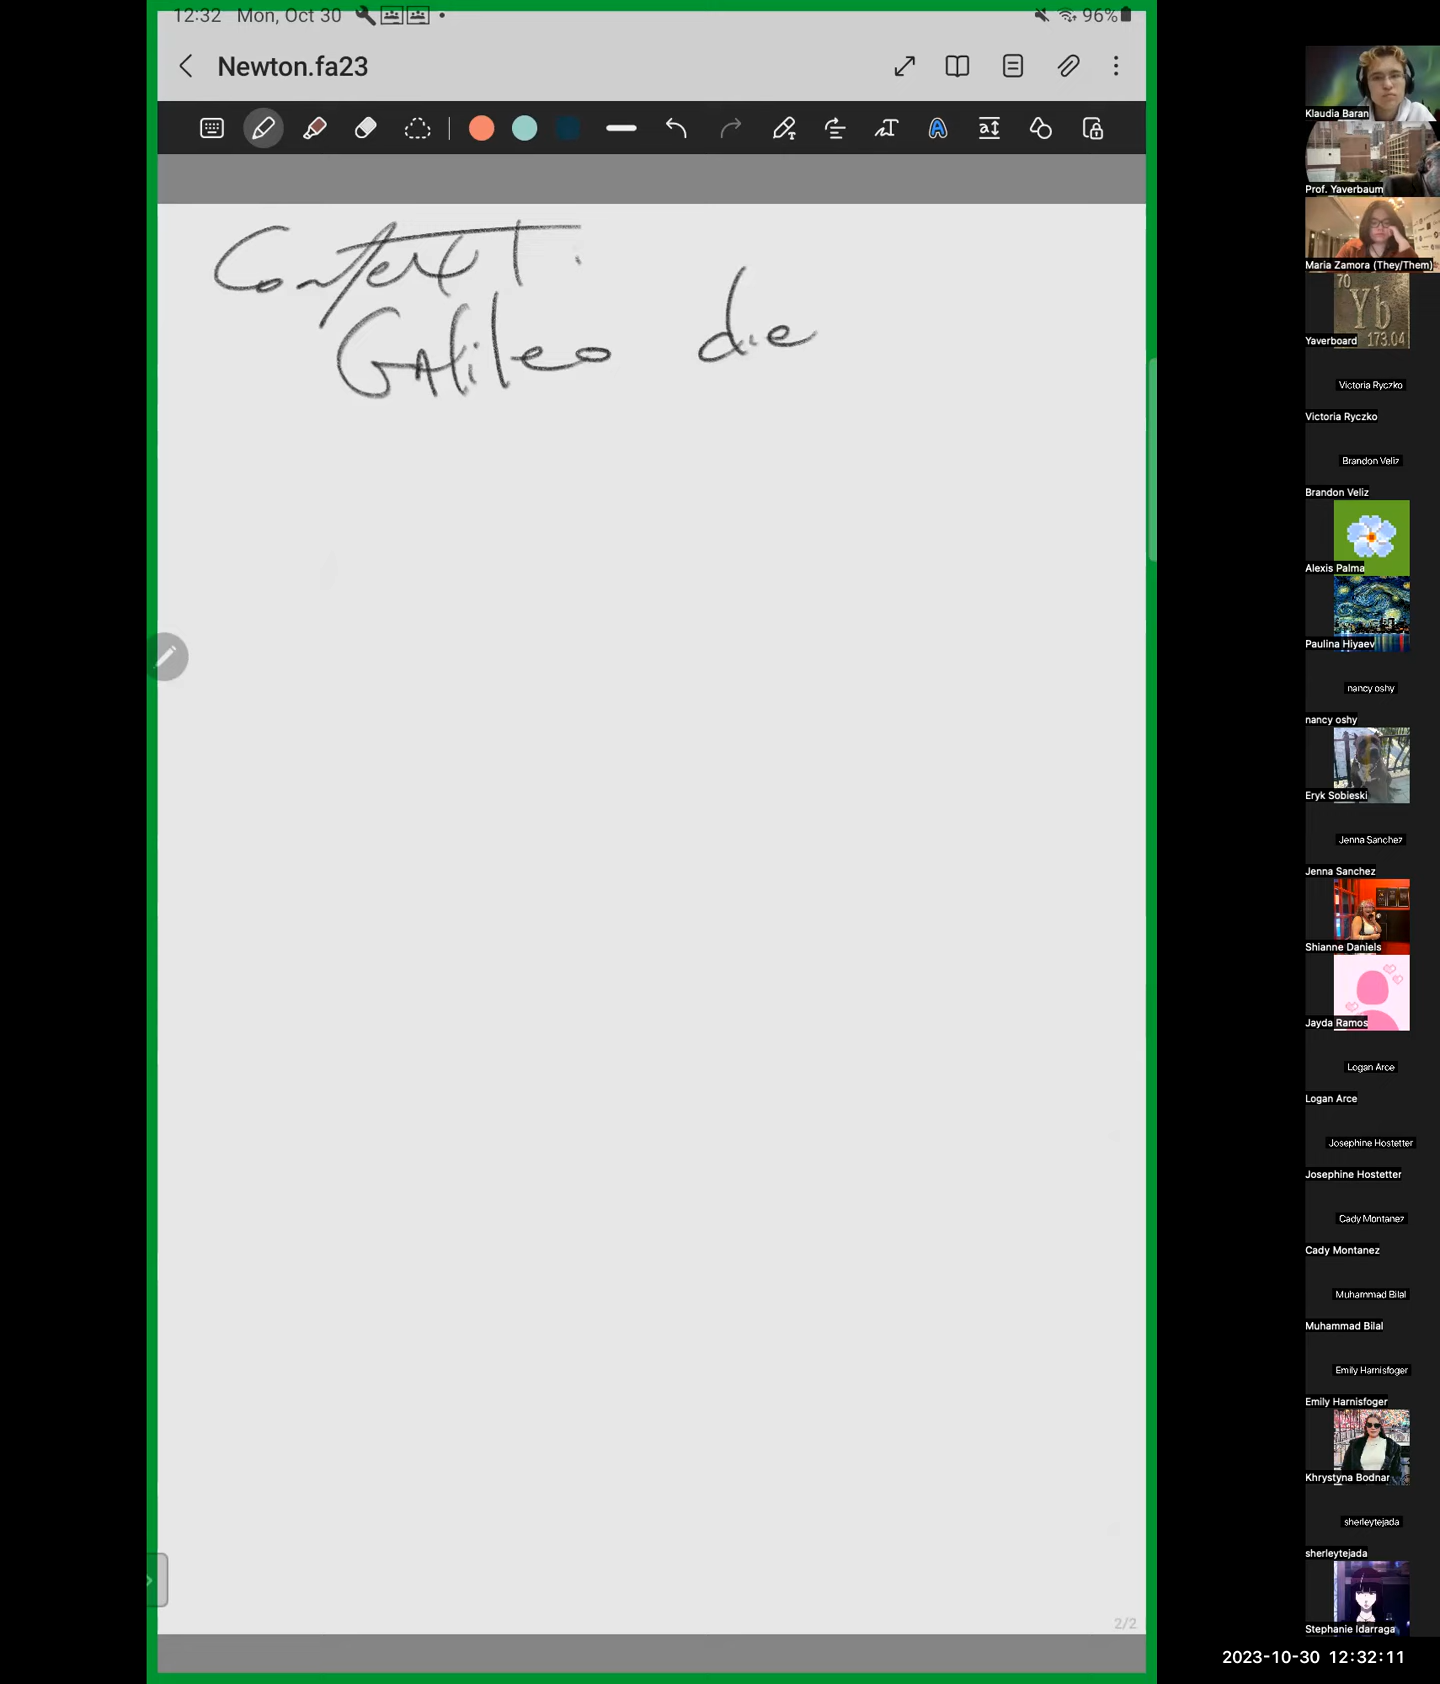 12:32 Mon, Oct 30 96%
Newton.fa23
Context:
Galileo die
2/2
Klaudia Baran
Prof. Yaverbaum
Maria Zamora (They/Them)
70
Yb
173.04
Yaverboard
Victoria Ryczko
Victoria Ryczko
Brandon Veliz
Brandon Veliz
Alexis Palma
Paulina Hiyaev
nancy oshy
nancy oshy
Eryk Sobieski
Jenna Sanchez
Jenna Sanchez
Shianne Daniels
Jayda Ramos
Logan Arce
Logan Arce
Josephine Hostetter
Josephine Hostetter
Cady Montanez
Cady Montanez
Muhammad Bilal
Muhammad Bilal
Emily Harnisfoger
Emily Harnisfoger
Khrystyna Bodnar
sherleytejada
sherleytejada
Stephanie Idarraga
2023-10-30 12:32:11